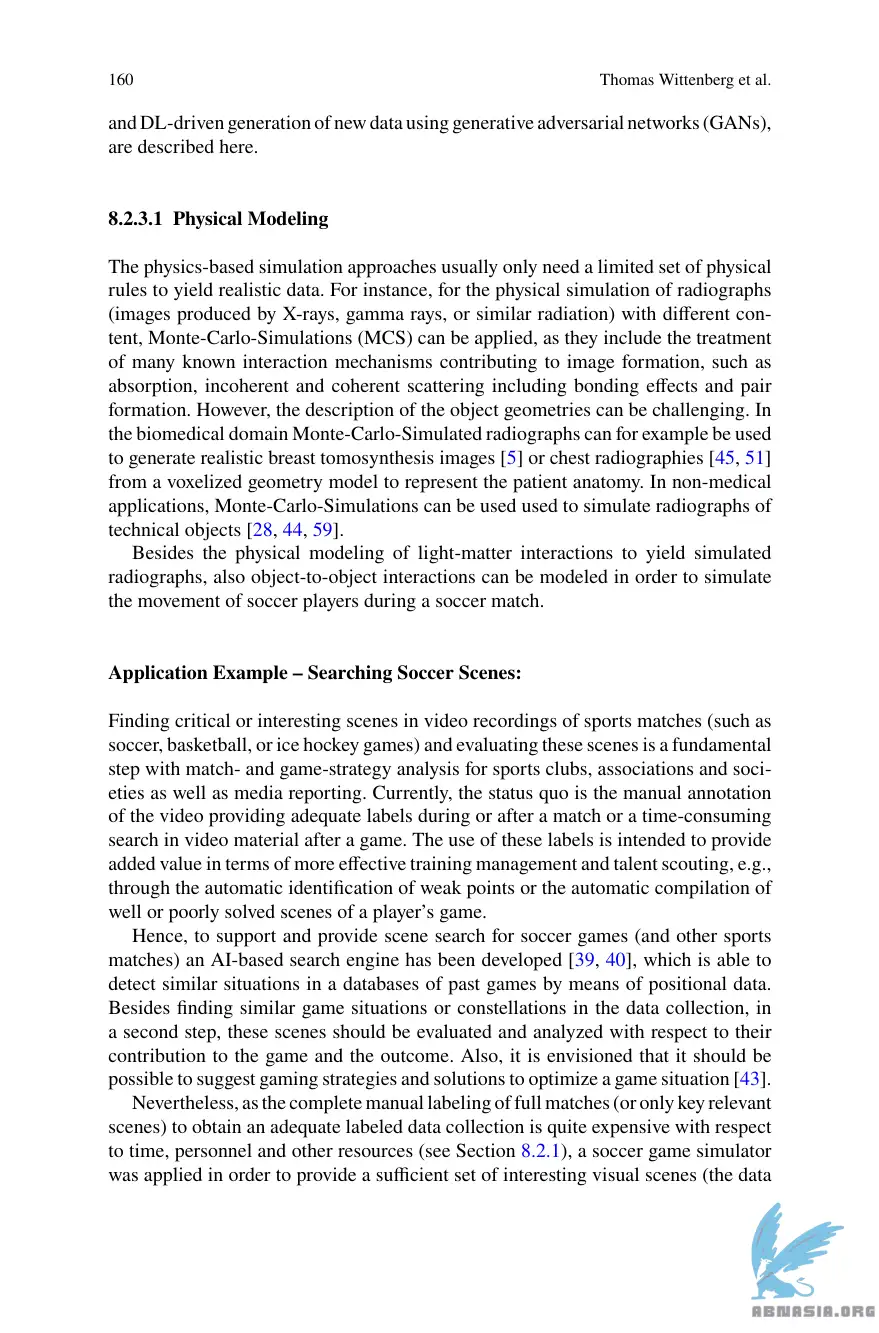 160 Thomas Wittenberg et al.
and DL-driven generation of new data using generative adversarial networks (GANs),
are described here.
8.2.3.1 Physical Modeling
The physics-based simulation approaches usually only need a limited set of physical
rules to yield realistic data. For instance, for the physical simulation of radiographs
(images produced by X-rays, gamma rays, or similar radiation) with different con-
tent, Monte-Carlo-Simulations (MCS) can be applied, as they include the treatment
of many known interaction mechanisms contributing to image formation, such as
absorption, incoherent and coherent scattering including bonding effects and pair
formation. However, the description of the object geometries can be challenging. In
the biomedical domain Monte-Carlo-Simulated radiographs can for example be used
to generate realistic breast tomosynthesis images [5] or chest radiographies [45, 51]
from a voxelized geometry model to represent the patient anatomy. In non-medical
applications, Monte-Carlo-Simulations can be used used to simulate radiographs of
technical objects [28, 44, 59].
Besides the physical modeling of light-matter interactions to yield simulated
radiographs, also object-to-object interactions can be modeled in order to simulate
the movement of soccer players during a soccer match.
Application Example – Searching Soccer Scenes:
Finding critical or interesting scenes in video recordings of sports matches (such as
soccer, basketball, or ice hockey games) and evaluating these scenes is a fundamental
step with match- and game-strategy analysis for sports clubs, associations and soci-
eties as well as media reporting. Currently, the status quo is the manual annotation
of the video providing adequate labels during or after a match or a time-consuming
search in video material after a game. The use of these labels is intended to provide
added value in terms of more effective training management and talent scouting, e.g.,
through the automatic identification of weak points or the automatic compilation of
well or poorly solved scenes of a player's game.
Hence, to support and provide scene search for soccer games (and other sports
matches) an AI-based search engine has been developed [39, 40], which is able to
detect similar situations in a databases of past games by means of positional data.
Besides finding similar game situations or constellations in the data collection, in
a second step, these scenes should be evaluated and analyzed with respect to their
contribution to the game and the outcome. Also, it is envisioned that it should be
possible to suggest gaming strategies and solutions to optimize a game situation [43].
Nevertheless, as the complete manual labeling of full matches (or only key relevant
scenes) to obtain an adequate labeled data collection is quite expensive with respect
to time, personnel and other resources (see Section 8.2.1), a soccer game simulator
was applied in order to provide a sufficient set of interesting visual scenes (the data
ABNASIA.ORG